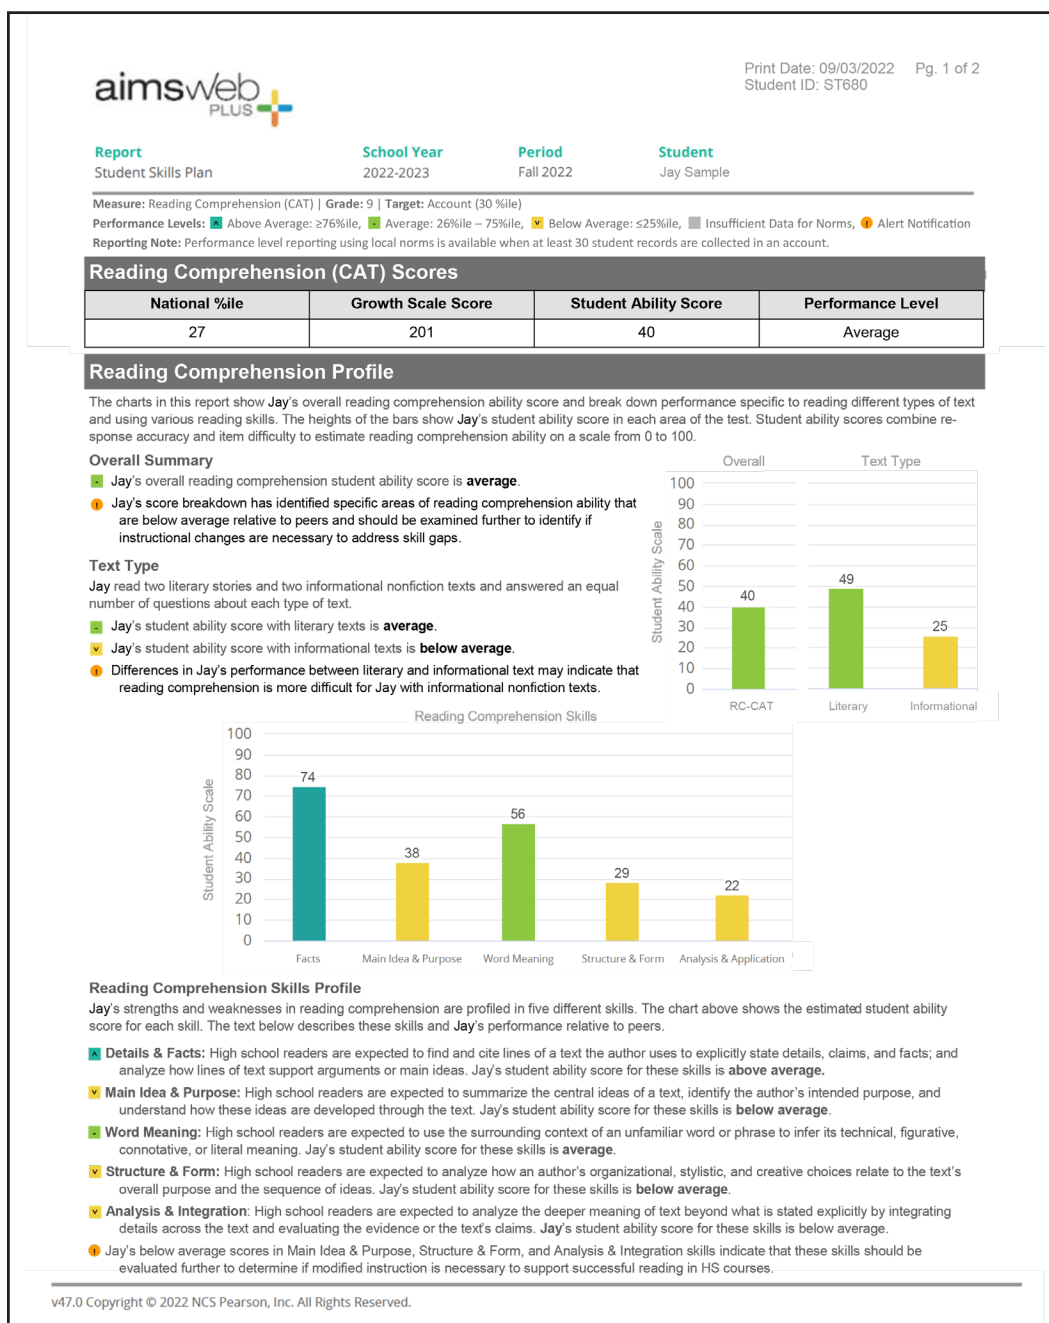 Print Date: 09/03/2022 Pg. 1 of 2
Student ID: ST680
aimsweb
PLUS
Report School Year Period Student
Student Skills Plan 2022-2023 Fall 2022 Jay Sample
Measure: Reading Comprehension (CAT) | Grade: 9 | Target: Account (30 %ile)
Performance Levels: ^ Above Average: ≥76%ile, - Average: 26%ile – 75%ile, v Below Average: ≤25%ile, Insufficient Data for Norms, ! Alert Notification
Reporting Note: Performance level reporting using local norms is available when at least 30 student records are collected in an account.
Reading Comprehension (CAT) Scores
National %ile Growth Scale Score Student Ability Score Performance Level
27 201 40 Average
Reading Comprehension Profile
The charts in this report show Jay's overall reading comprehension ability score and break down performance specific to reading different types of text
and using various reading skills. The heights of the bars show Jay's student ability score in each area of the test. Student ability scores combine re-
sponse accuracy and item difficulty to estimate reading comprehension ability on a scale from 0 to 100.
Overall Summary
- Jay's overall reading comprehension student ability score is average.
! Jay's score breakdown has identified specific areas of reading comprehension ability that
are below average relative to peers and should be examined further to identify if
instructional changes are necessary to address skill gaps.
Text Type
Jay read two literary stories and two informational nonfiction texts and answered an equal
number of questions about each type of text.
- Jay's student ability score with literary texts is average.
v Jay's student ability score with informational texts is below average.
! Differences in Jay's performance between literary and informational text may indicate that
reading comprehension is more difficult for Jay with informational nonfiction texts.
Overall Text Type
Student Ability Scale
100
90
80
70
60
50
40
30
20
10
0
40
49
25
RC-CAT Literary Informational
Reading Comprehension Skills
Student Ability Scale
100
90
80
70
60
50
40
30
20
10
0
74
38
56
29
22
Facts Main Idea & Purpose Word Meaning Structure & Form Analysis & Application
Reading Comprehension Skills Profile
Jay's strengths and weaknesses in reading comprehension are profiled in five different skills. The chart above shows the estimated student ability
score for each skill. The text below describes these skills and Jay's performance relative to peers.
^ Details & Facts: High school readers are expected to find and cite lines of a text the author uses to explicitly state details, claims, and facts; and
analyze how lines of text support arguments or main ideas. Jay's student ability score for these skills is above average.
v Main Idea & Purpose: High school readers are expected to summarize the central ideas of a text, identify the author's intended purpose, and
understand how these ideas are developed through the text. Jay's student ability score for these skills is below average.
- Word Meaning: High school readers are expected to use the surrounding context of an unfamiliar word or phrase to infer its technical, figurative,
connotative, or literal meaning. Jay's student ability score for these skills is average.
v Structure & Form: High school readers are expected to analyze how an author's organizational, stylistic, and creative choices relate to the text's
overall purpose and the sequence of ideas. Jay's student ability score for these skills is below average.
v Analysis & Integration: High school readers are expected to analyze the deeper meaning of text beyond what is stated explicitly by integrating
details across the text and evaluating the evidence or the text's claims. Jay's student ability score for these skills is below average.
! Jay's below average scores in Main Idea & Purpose, Structure & Form, and Analysis & Integration skills indicate that these skills should be
evaluated further to determine if modified instruction is necessary to support successful reading in HS courses.
v47.0 Copyright © 2022 NCS Pearson, Inc. All Rights Reserved.